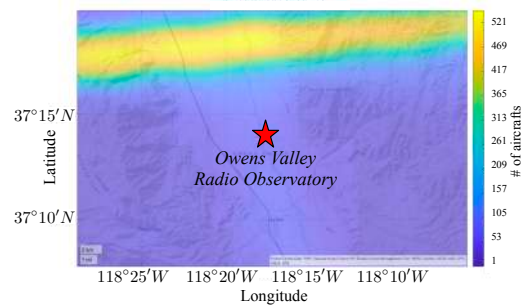 521
469
417
365
313
261
209
157
105
53
1
# of aircrafts
37°15′N
37°10′N
Latitude
Owens Valley
Radio Observatory
118°25′W 118°20′W 118°15′W 118°10′W
Longitude